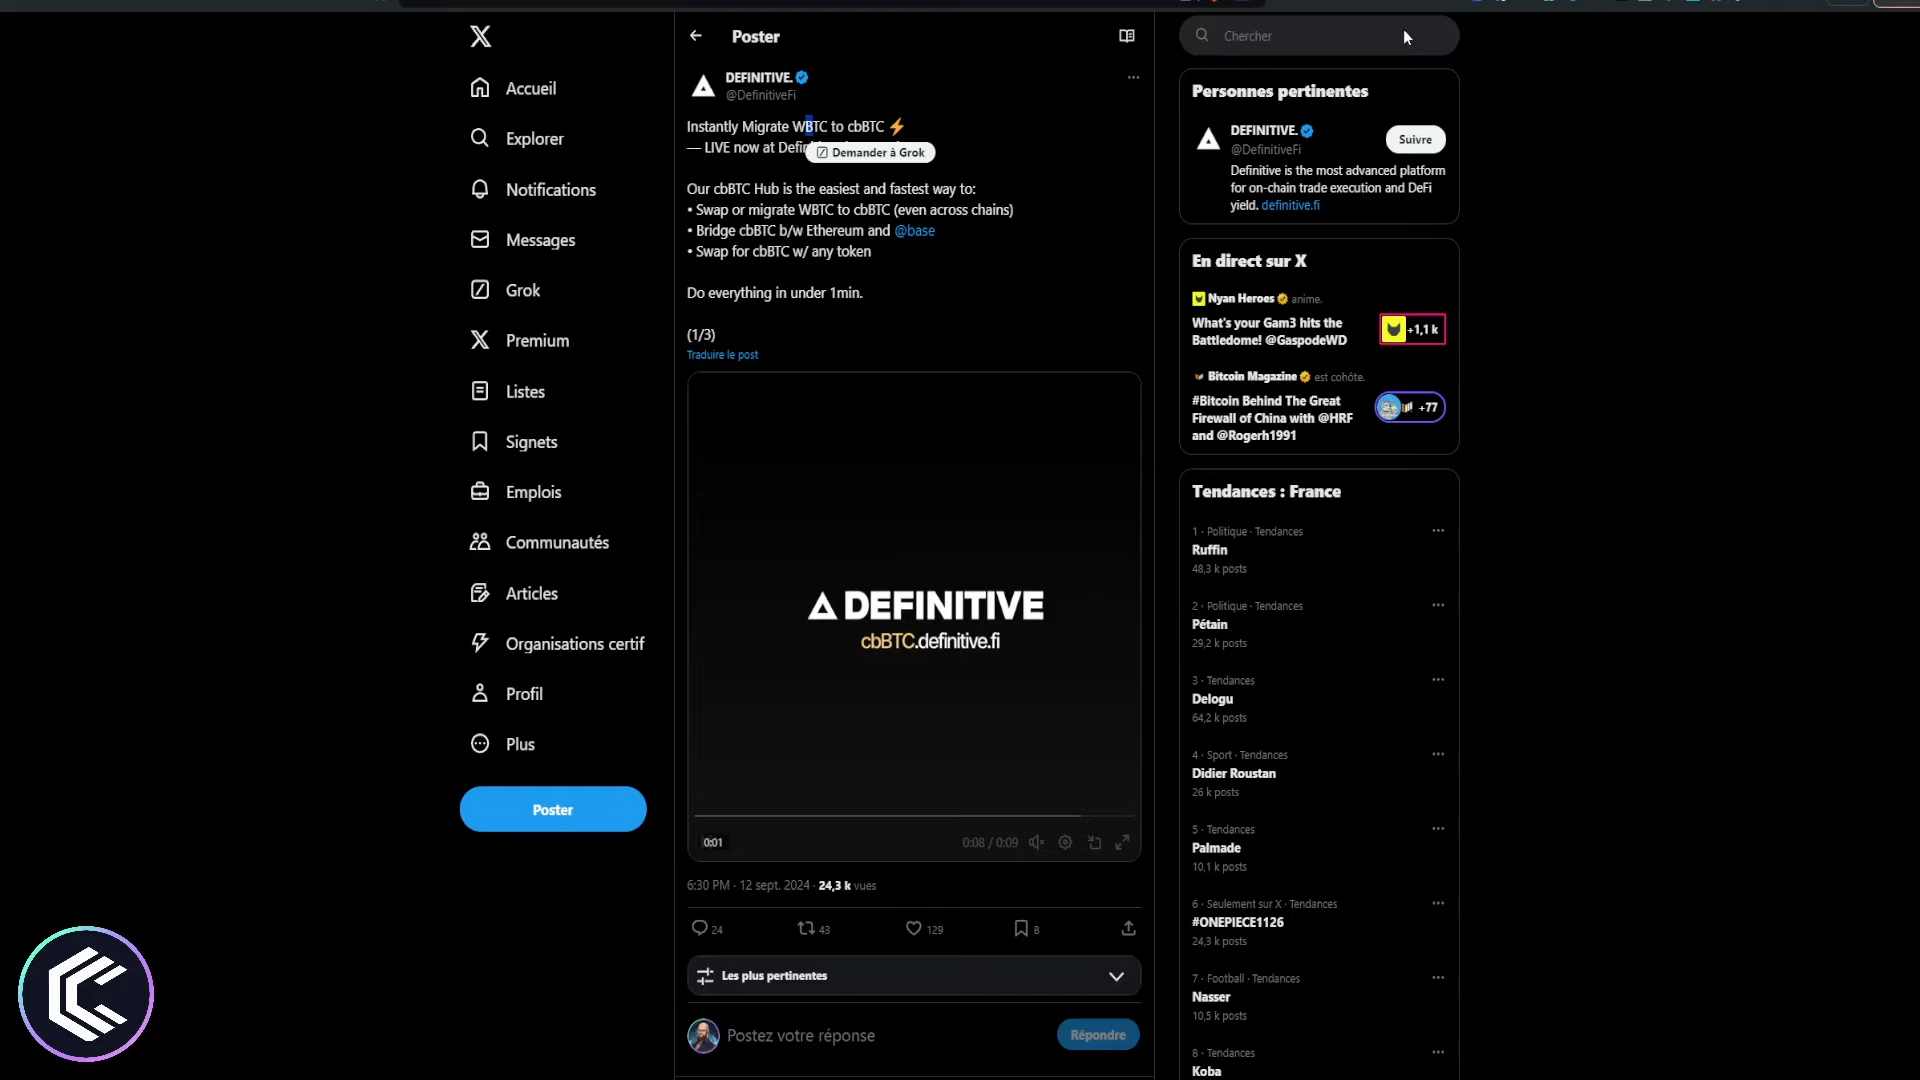 Accueil
Explorer
Notifications
Messages
Grok
Premium
Listes
Signets
Emplois
Communautés
Articles
Organisations certif
Profil
Plus
Poster
Poster
DEFINITIVE.
@DefinitiveFi
Instantly Migrate WBTC to cbBTC ⚡
— LIVE now at
Demander à Grok
Our cbBTC Hub is the easiest and fastest way to:
• Swap or migrate WBTC to cbBTC (even across chains)
• Bridge cbBTC b/w Ethereum and @base
• Swap for cbBTC w/ any token
Do everything in under 1min.
(1/3)
Traduire le post
DEFINITIVE
cbBTC.definitive.fi
0:01
0:08 / 0:09
6:30 PM · 12 sept. 2024 · 24,3 k vues
24
43
129
8
Les plus pertinentes
Postez votre réponse
Répondre
Chercher
Personnes pertinentes
DEFINITIVE.
@DefinitiveFi
Suivre
Definitive is the most advanced platform
for on-chain trade execution and DeFi
yield. definitive.fi
En direct sur X
Nyan Heroes anime.
What's your Gam3 hits the
Battledome! @GaspodeWD
+1,1 k
Bitcoin Magazine est cohôte.
#Bitcoin Behind The Great
Firewall of China with @HRF
and @Rogerh1991
+77
Tendances : France
1 · Politique · Tendances
Ruffin
48,3 k posts
2 · Politique · Tendances
Pétain
29,2 k posts
3 · Tendances
Delogu
64,2 k posts
4 · Sport · Tendances
Didier Roustan
26 k posts
5 · Tendances
Palmade
10,1 k posts
6 · Seulement sur X · Tendances
#ONEPIECE1126
24,3 k posts
7 · Football · Tendances
Nasser
10,5 k posts
8 · Tendances
Koba